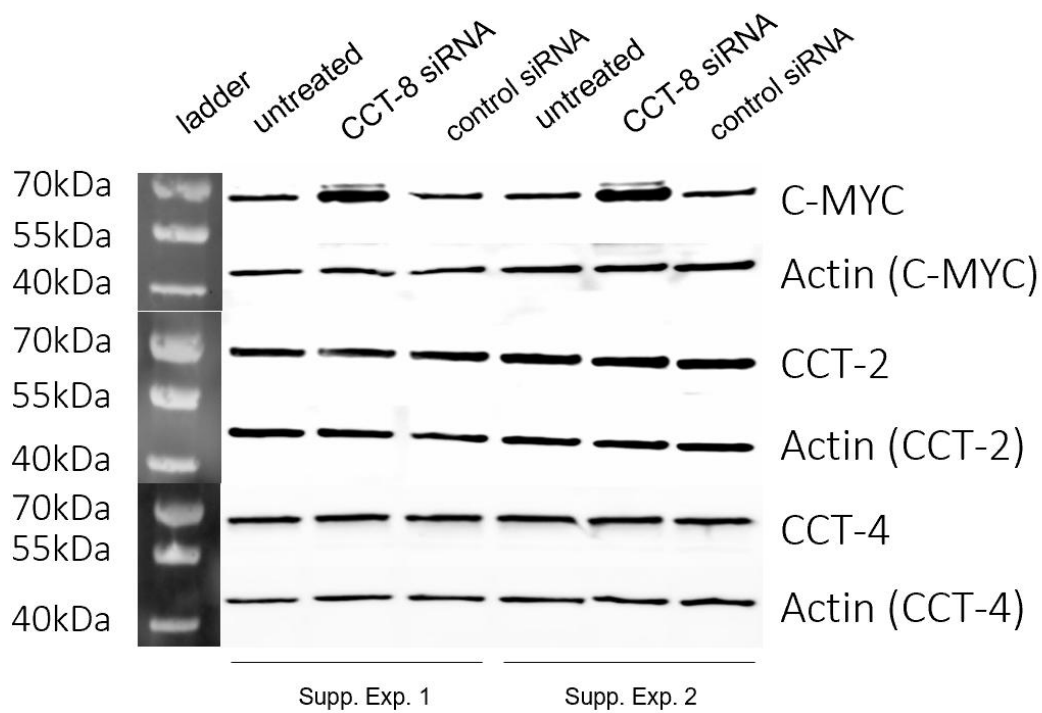 ladder
untreated
CCT-8 siRNA
control siRNA
untreated
CCT-8 siRNA
control siRNA
70kDa
C-MYC
55kDa
Actin (C-MYC)
40kDa
70kDa
CCT-2
55kDa
Actin (CCT-2)
40kDa
70kDa
CCT-4
55kDa
Actin (CCT-4)
40kDa
Supp. Exp. 1
Supp. Exp. 2